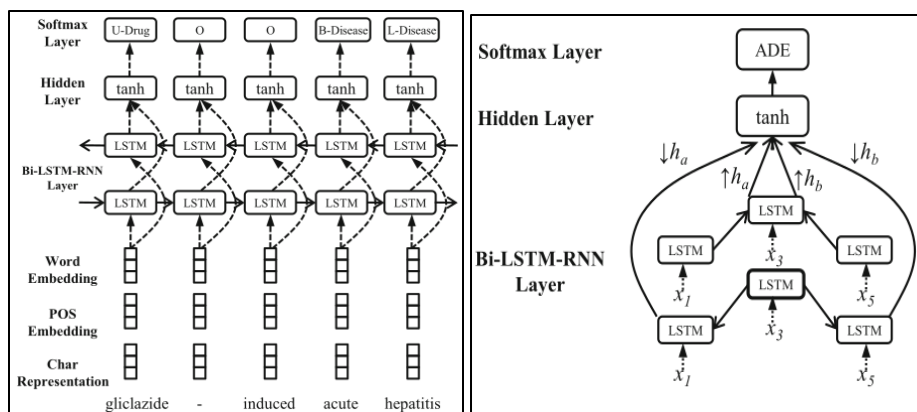 Softmax Layer
U-Drug O O B-Disease L-Disease
Hidden Layer
tanh tanh tanh tanh tanh
LSTM LSTM LSTM LSTM LSTM
Bi-LSTM-RNN Layer
LSTM LSTM LSTM LSTM LSTM
Word Embedding
POS Embedding
Char Representation
gliclazide - induced acute hepatitis
Softmax Layer
ADE
Hidden Layer
tanh
↓h_a ↓h_b
↑h_a ↑h_b
LSTM
LSTM x_3 LSTM
Bi-LSTM-RNN Layer
x_1 LSTM x_5
LSTM x_3 LSTM
x_1 x_5